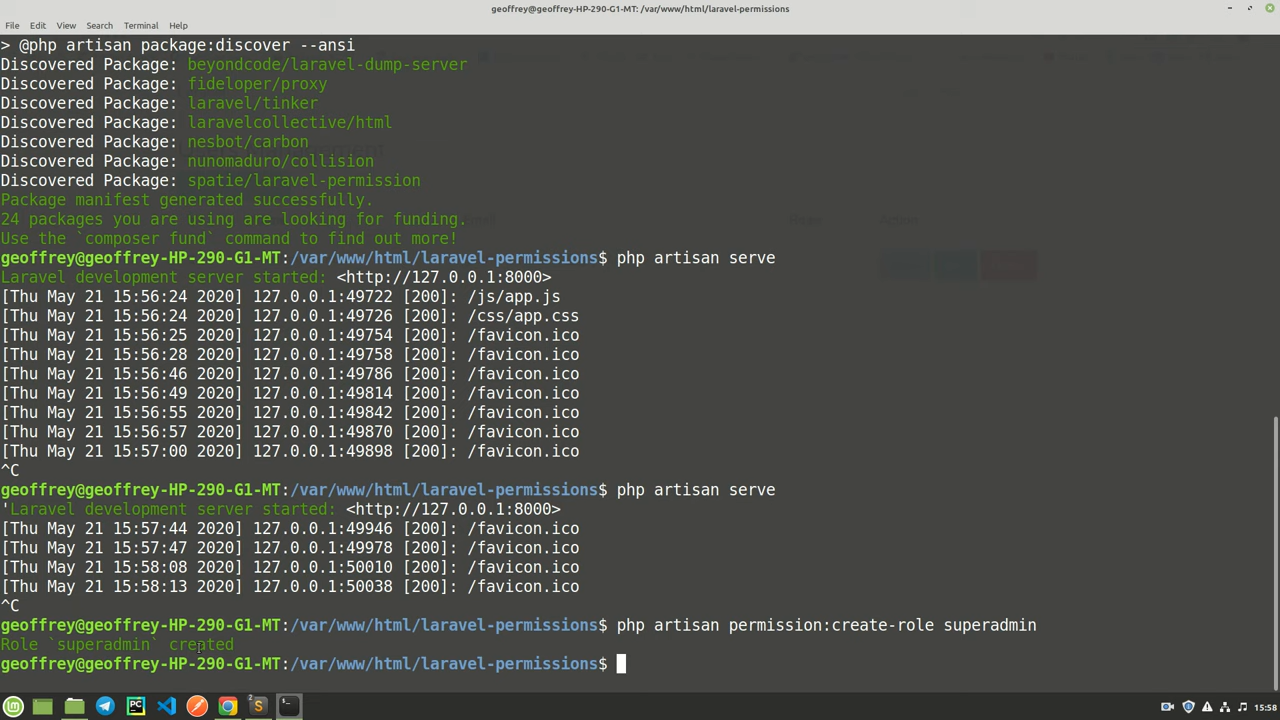 geoffrey@geoffrey-HP-290-G1-MT: /var/www/html/laravel-permissions
File Edit View Search Terminal Help
> @php artisan package:discover --ansi
Discovered Package: beyondcode/laravel-dump-server
Discovered Package: fideloper/proxy
Discovered Package: laravel/tinker
Discovered Package: laravelcollective/html
Discovered Package: nesbot/carbon
Discovered Package: nunomaduro/collision
Discovered Package: spatie/laravel-permission
Package manifest generated successfully.
24 packages you are using are looking for funding.
Use the `composer fund` command to find out more!
geoffrey@geoffrey-HP-290-G1-MT:/var/www/html/laravel-permissions$ php artisan serve
Laravel development server started: <http://127.0.0.1:8000>
[Thu May 21 15:56:24 2020] 127.0.0.1:49722 [200]: /js/app.js
[Thu May 21 15:56:24 2020] 127.0.0.1:49726 [200]: /css/app.css
[Thu May 21 15:56:25 2020] 127.0.0.1:49754 [200]: /favicon.ico
[Thu May 21 15:56:28 2020] 127.0.0.1:49758 [200]: /favicon.ico
[Thu May 21 15:56:46 2020] 127.0.0.1:49786 [200]: /favicon.ico
[Thu May 21 15:56:49 2020] 127.0.0.1:49814 [200]: /favicon.ico
[Thu May 21 15:56:55 2020] 127.0.0.1:49842 [200]: /favicon.ico
[Thu May 21 15:56:57 2020] 127.0.0.1:49870 [200]: /favicon.ico
[Thu May 21 15:57:00 2020] 127.0.0.1:49898 [200]: /favicon.ico
^C
geoffrey@geoffrey-HP-290-G1-MT:/var/www/html/laravel-permissions$ php artisan serve
'Laravel development server started: <http://127.0.0.1:8000>
[Thu May 21 15:57:44 2020] 127.0.0.1:49946 [200]: /favicon.ico
[Thu May 21 15:57:47 2020] 127.0.0.1:49978 [200]: /favicon.ico
[Thu May 21 15:58:08 2020] 127.0.0.1:50010 [200]: /favicon.ico
[Thu May 21 15:58:13 2020] 127.0.0.1:50038 [200]: /favicon.ico
^C
geoffrey@geoffrey-HP-290-G1-MT:/var/www/html/laravel-permissions$ php artisan permission:create-role superadmin
Role `superadmin` created
geoffrey@geoffrey-HP-290-G1-MT:/var/www/html/laravel-permissions$
15:58